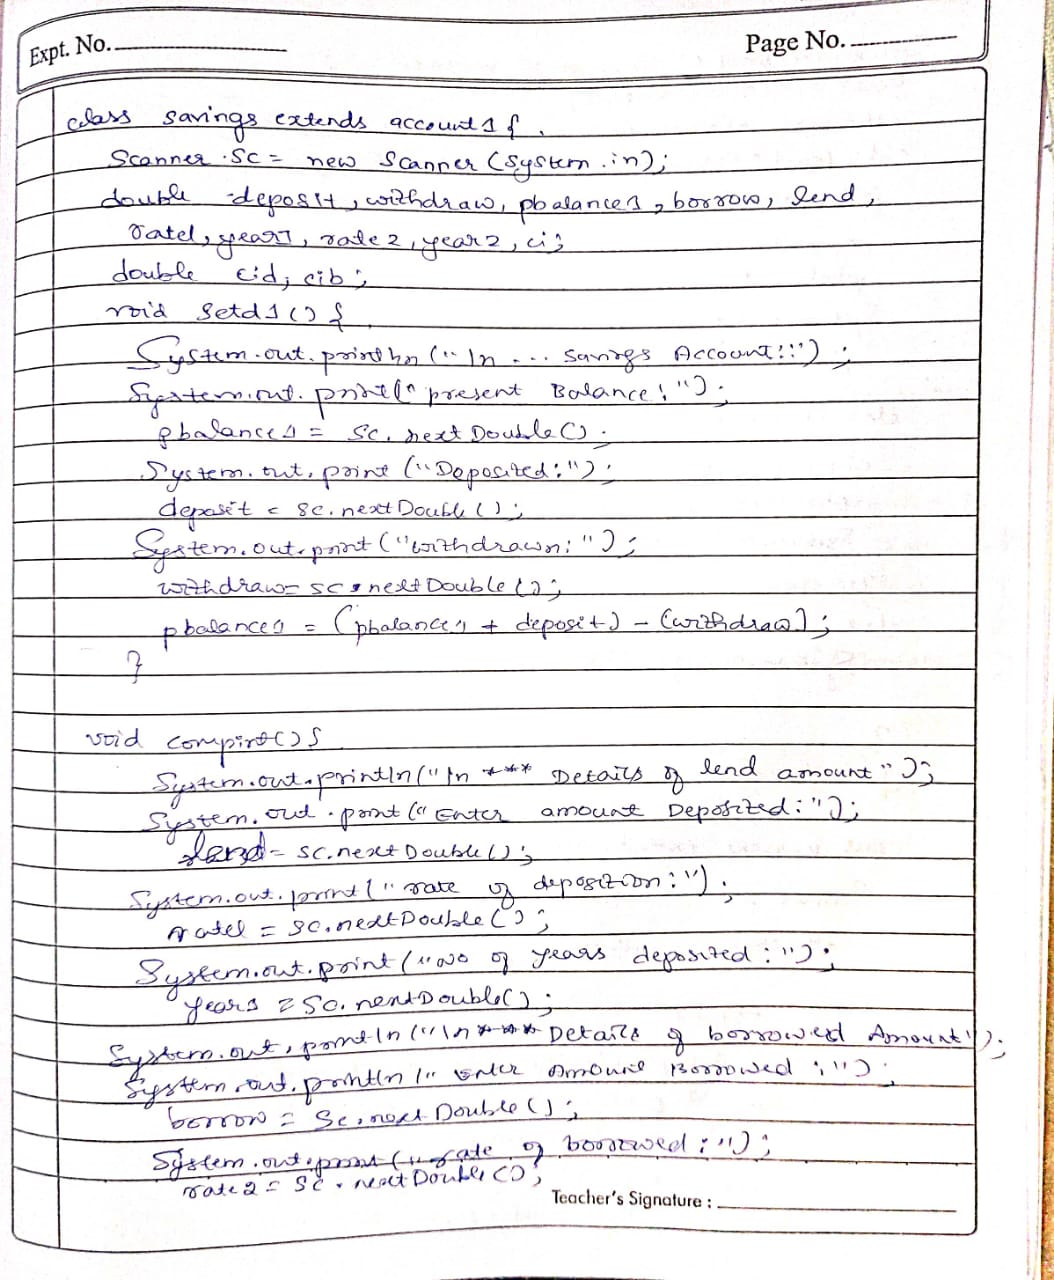 Expt. No.
Page No.
class savings extends account1 {
Scanner sc = new Scanner (System.in);
double deposit, withdraw, pbalance1, borrow, lend,
rate1, year1, rate2, year2, ci;
double cid, cib;
void setd1() {
System.out.println("\n ... Savings Account::");
System.out.print("present Balance:");
pbalance1 = sc.nextDouble();
System.out.print("Deposited:");
deposit = sc.nextDouble();
System.out.print("withdrawn:");
withdraw = sc.nextDouble();
pbalance1 = (pbalance1 + deposit) - (withdraw);
}
void compint() {
System.out.println("\n *** Details of lend amount");
System.out.print("Enter amount Deposited:");
lend = sc.nextDouble();
System.out.print("rate of deposition:");
rate1 = sc.nextDouble();
System.out.print("No of years deposited:");
year1 = sc.nextDouble();
System.out.println("\n *** Details of borrowed Amount");
System.out.println("Enter Amount Borrowed:");
borrow = sc.nextDouble();
System.out.print("rate of borrowed:");
rate2 = sc.nextDouble();
Teacher's Signature :